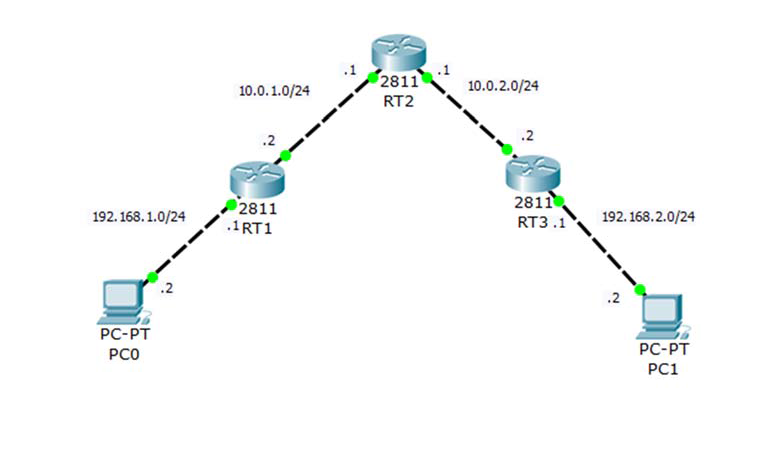 .1
.1
2811
RT2
10.0.1.0/24
10.0.2.0/24
.2
.2
2811
RT1
.1
2811
RT3
.1
192.168.1.0/24
192.168.2.0/24
.2
.2
PC-PT
PC0
PC-PT
PC1